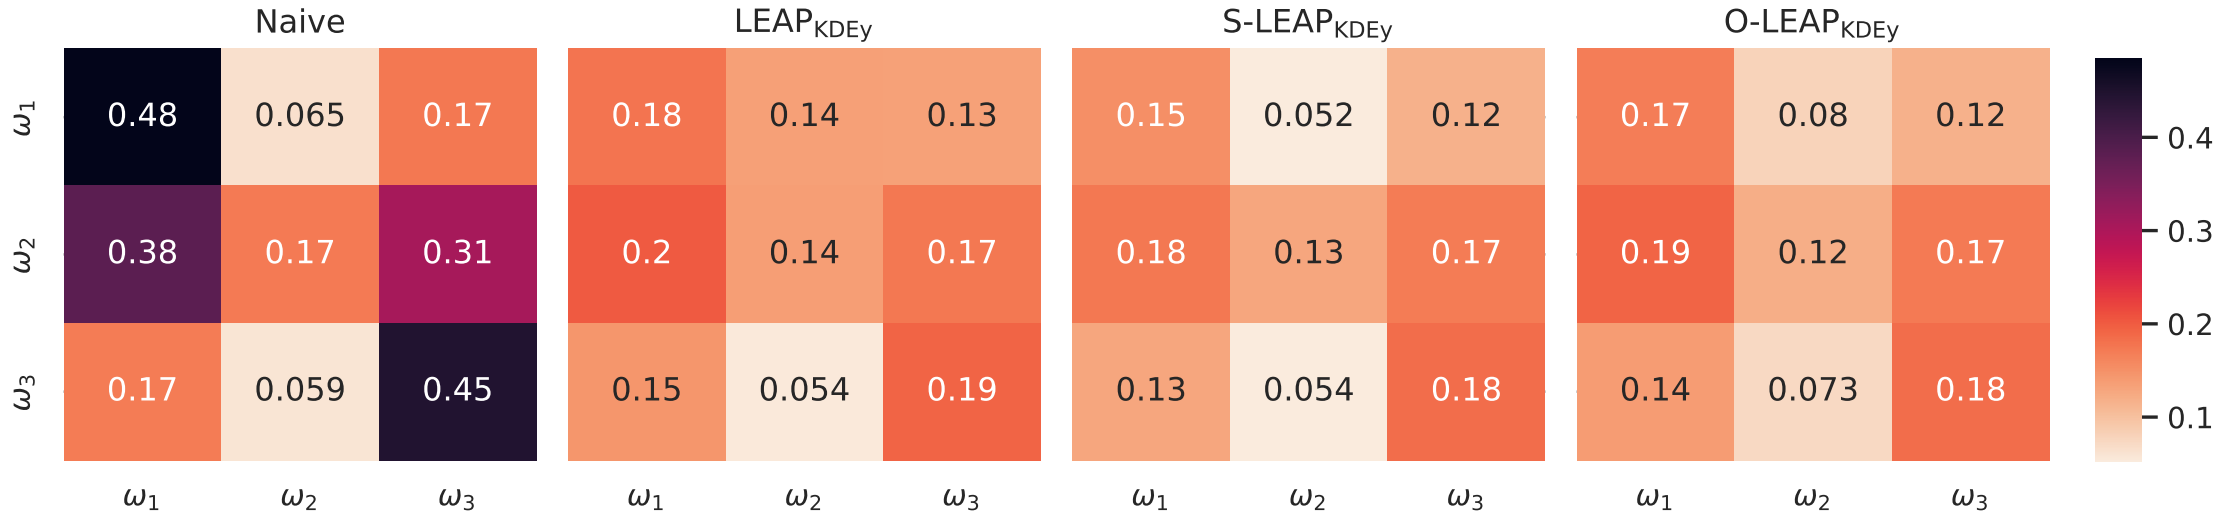 Naive LEAP_KDEy S-LEAP_KDEy O-LEAP_KDEy
ω₁ 0.48 0.065 0.17 0.18 0.14 0.13 0.15 0.052 0.12 0.17 0.08 0.12
0.4
ω₂ 0.38 0.17 0.31 0.2 0.14 0.17 0.18 0.13 0.17 0.19 0.12 0.17
0.3
0.2
ω₃ 0.17 0.059 0.45 0.15 0.054 0.19 0.13 0.054 0.18 0.14 0.073 0.18
0.1
ω₁ ω₂ ω₃ ω₁ ω₂ ω₃ ω₁ ω₂ ω₃ ω₁ ω₂ ω₃